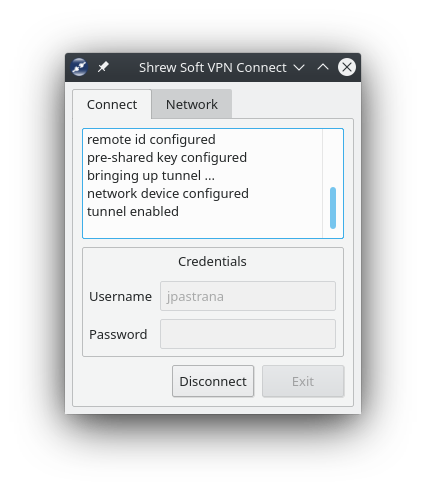 Shrew Soft VPN Connect
Connect
Network
remote id configured
pre-shared key configured
bringing up tunnel ...
network device configured
tunnel enabled
Credentials
Username
jpastrana
Password
Disconnect
Exit